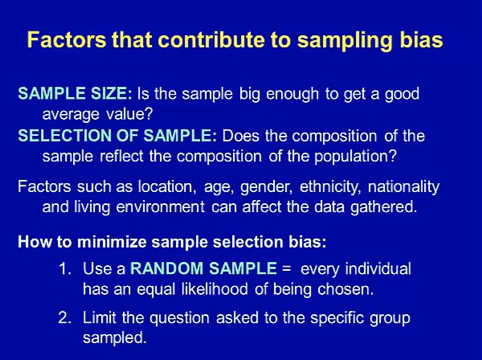 Factors that contribute to sampling bias
SAMPLE SIZE: Is the sample big enough to get a good
average value?
SELECTION OF SAMPLE: Does the composition of the
sample reflect the composition of the population?
Factors such as location, age, gender, ethnicity, nationality
and living environment can affect the data gathered.
How to minimize sample selection bias:
1. Use a RANDOM SAMPLE = every individual
has an equal likelihood of being chosen.
2. Limit the question asked to the specific group
sampled.